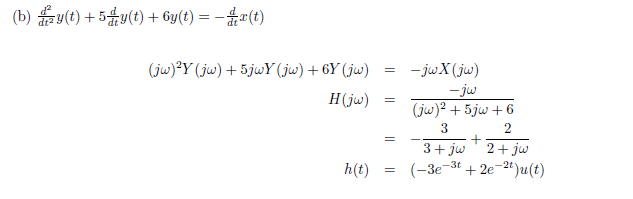 (b) d²/dt² y(t) + 5 d/dt y(t) + 6y(t) = − d/dt x(t)
(jω)²Y(jω) + 5jωY(jω) + 6Y(jω) = −jωX(jω)
H(jω) = −jω / ((jω)² + 5jω + 6)
= − 3/(3 + jω) + 2/(2 + jω)
h(t) = (−3e^{−3t} + 2e^{−2t})u(t)